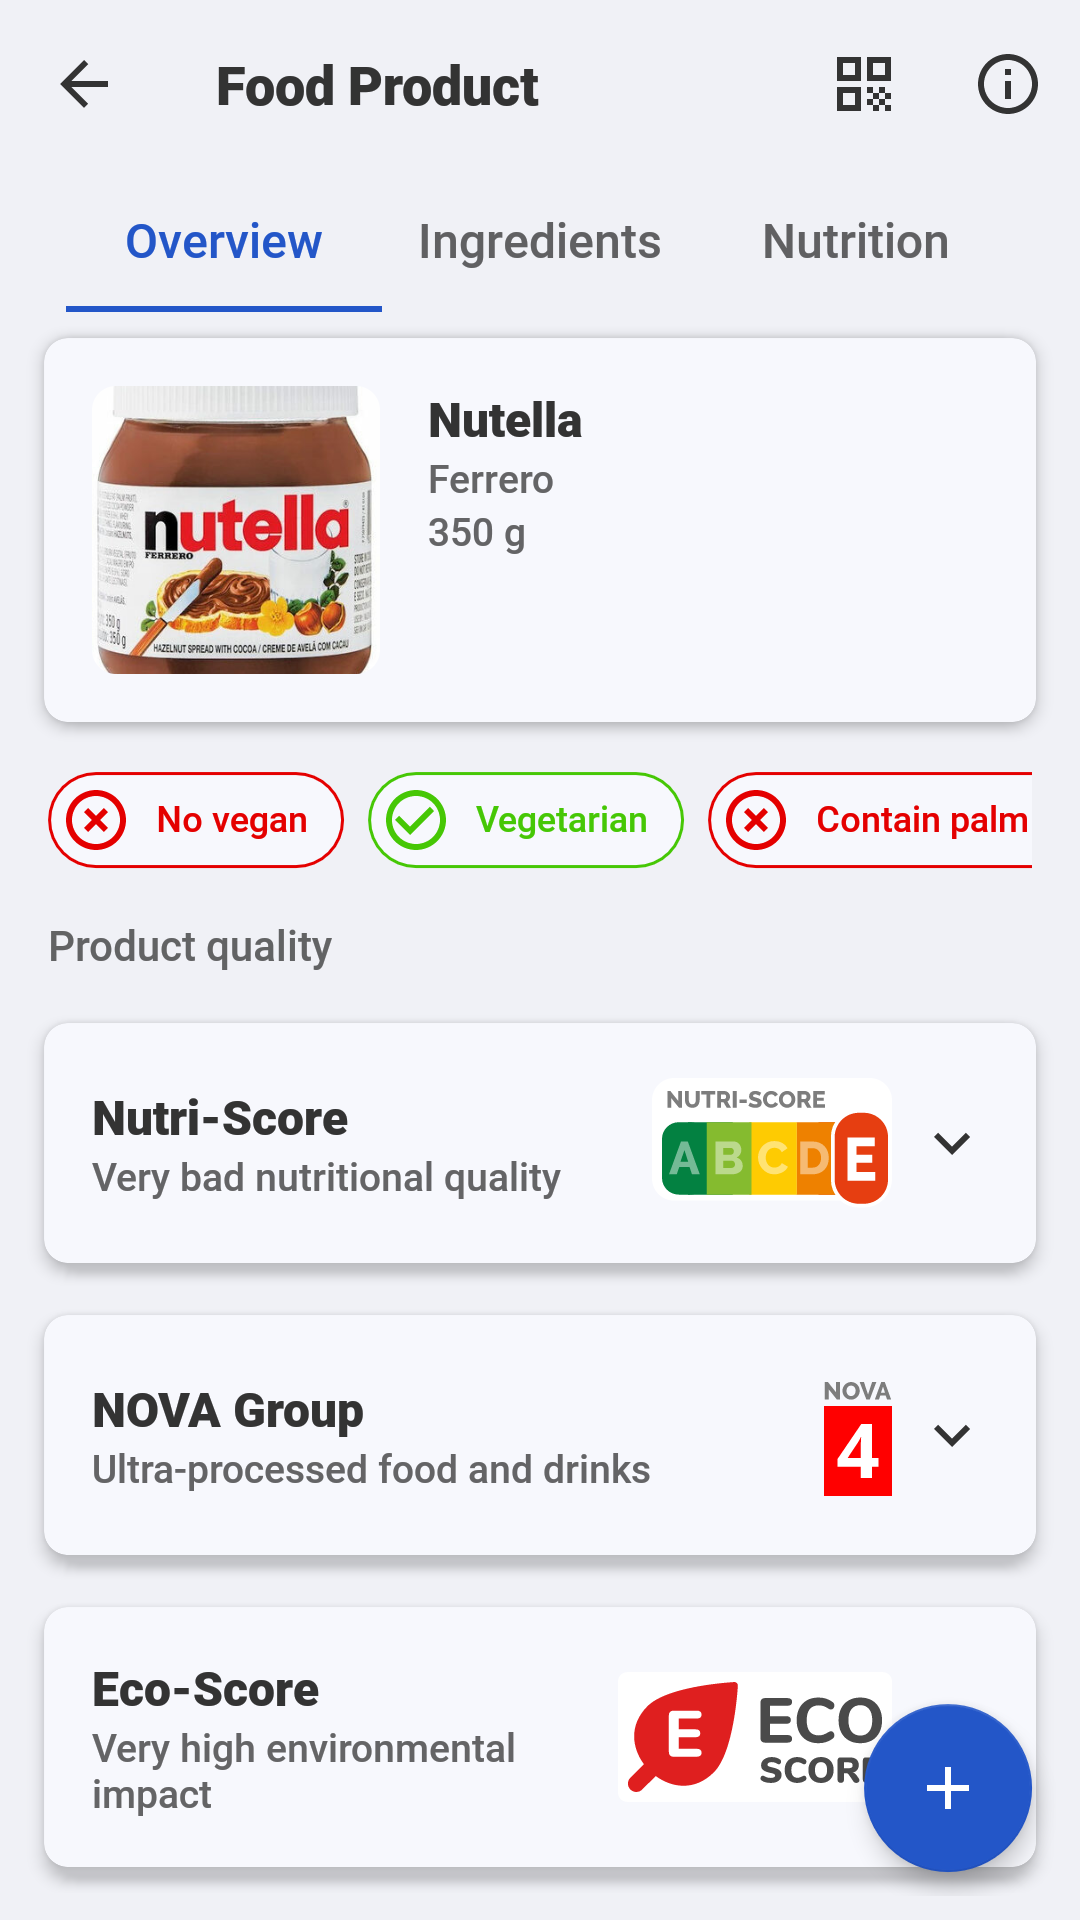 Food Product
Overview
Ingredients
Nutrition
nutella
FERRERO
HAZELNUT SPREAD WITH COCOA / CREME DE AVELÃ COM CACAU
Nutella
Ferrero
350 g
No vegan
Vegetarian
Contain palm
Product quality
Nutri-Score
Very bad nutritional quality
NUTRI-SCORE
A B C D E
NOVA Group
Ultra-processed food and drinks
NOVA
4
Eco-Score
Very high environmental
impact
E
ECO
SCOR